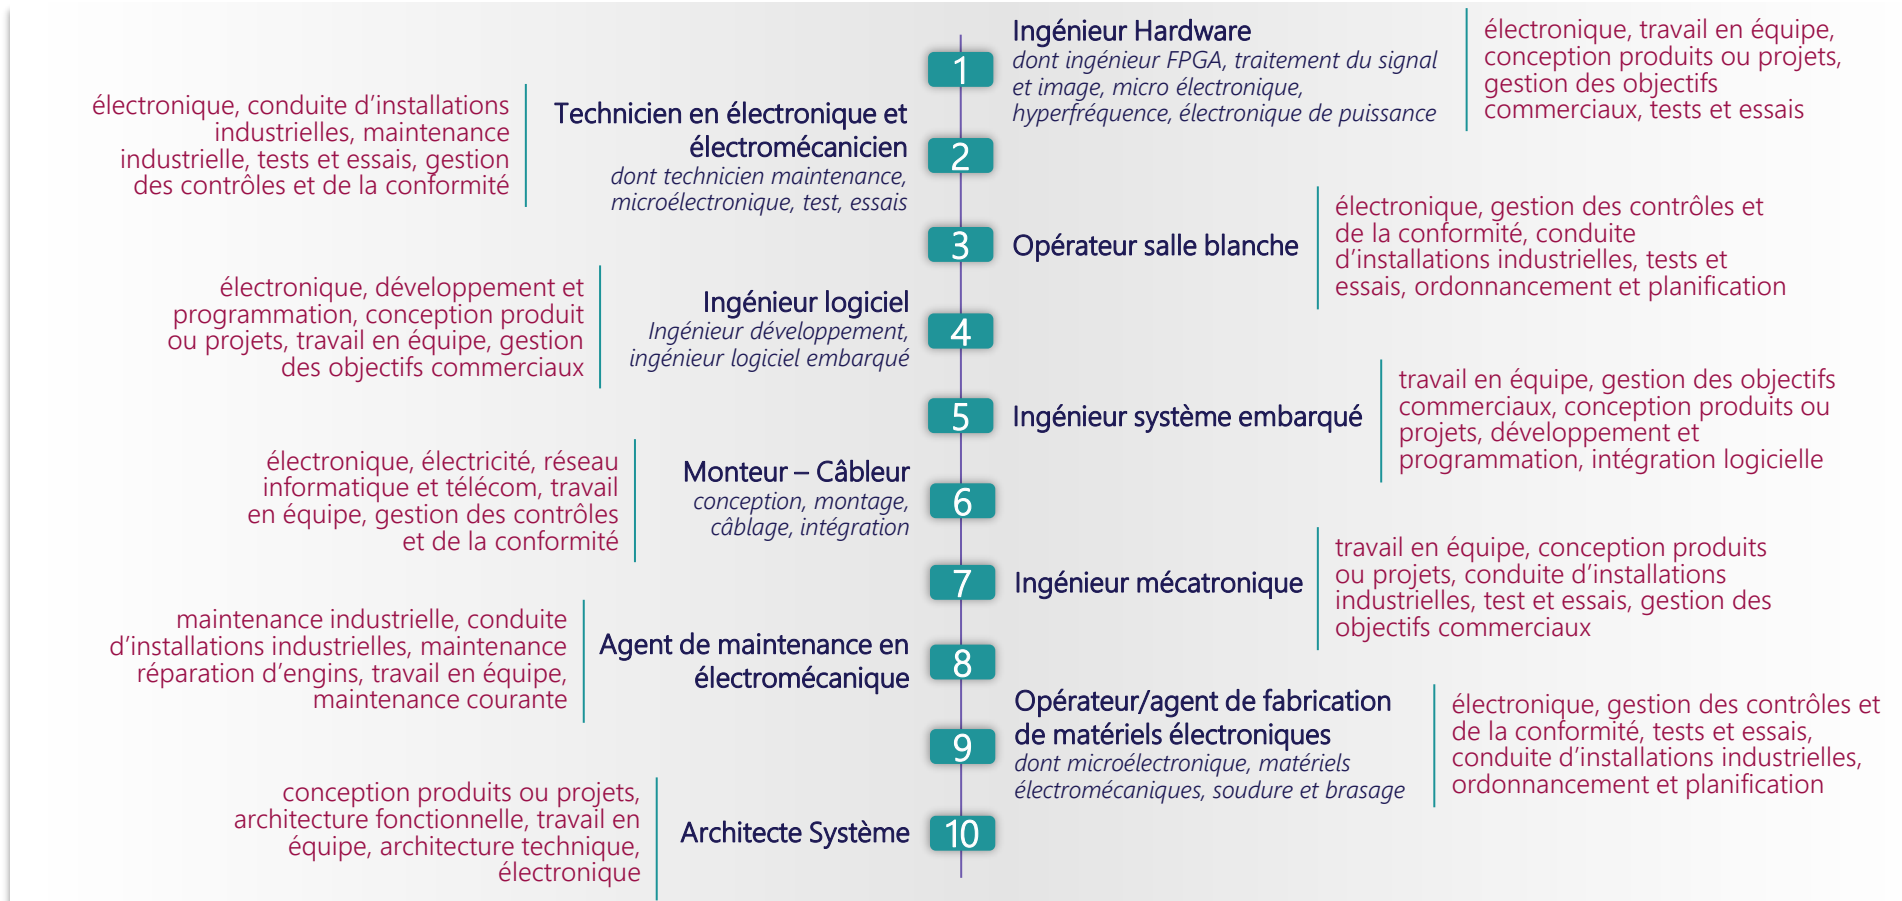 1
Ingénieur Hardware
dont ingénieur FPGA, traitement du signal
et image, micro électronique,
hyperfréquence, électronique de puissance
électronique, travail en équipe,
conception produits ou projets,
gestion des objectifs
commerciaux, tests et essais
électronique, conduite d’installations
industrielles, maintenance
industrielle, tests et essais, gestion
des contrôles et de la conformité
Technicien en électronique et
électromécanicien
dont technicien maintenance,
microélectronique, test, essais
2
3
Opérateur salle blanche
électronique, gestion des contrôles et
de la conformité, conduite
d’installations industrielles, tests et
essais, ordonnancement et planification
électronique, développement et
programmation, conception produit
ou projets, travail en équipe, gestion
des objectifs commerciaux
Ingénieur logiciel
Ingénieur développement,
ingénieur logiciel embarqué
4
5
Ingénieur système embarqué
travail en équipe, gestion des objectifs
commerciaux, conception produits ou
projets, développement et
programmation, intégration logicielle
électronique, électricité, réseau
informatique et télécom, travail
en équipe, gestion des contrôles
et de la conformité
Monteur – Câbleur
conception, montage,
câblage, intégration
6
7
Ingénieur mécatronique
travail en équipe, conception produits
ou projets, conduite d’installations
industrielles, test et essais, gestion des
objectifs commerciaux
maintenance industrielle, conduite
d’installations industrielles, maintenance
réparation d’engins, travail en équipe,
maintenance courante
Agent de maintenance en
électromécanique
8
9
Opérateur/agent de fabrication
de matériels électroniques
dont microélectronique, matériels
électromécaniques, soudure et brasage
électronique, gestion des contrôles et
de la conformité, tests et essais,
conduite d’installations industrielles,
ordonnancement et planification
conception produits ou projets,
architecture fonctionnelle, travail en
équipe, architecture technique,
électronique
Architecte Système
10